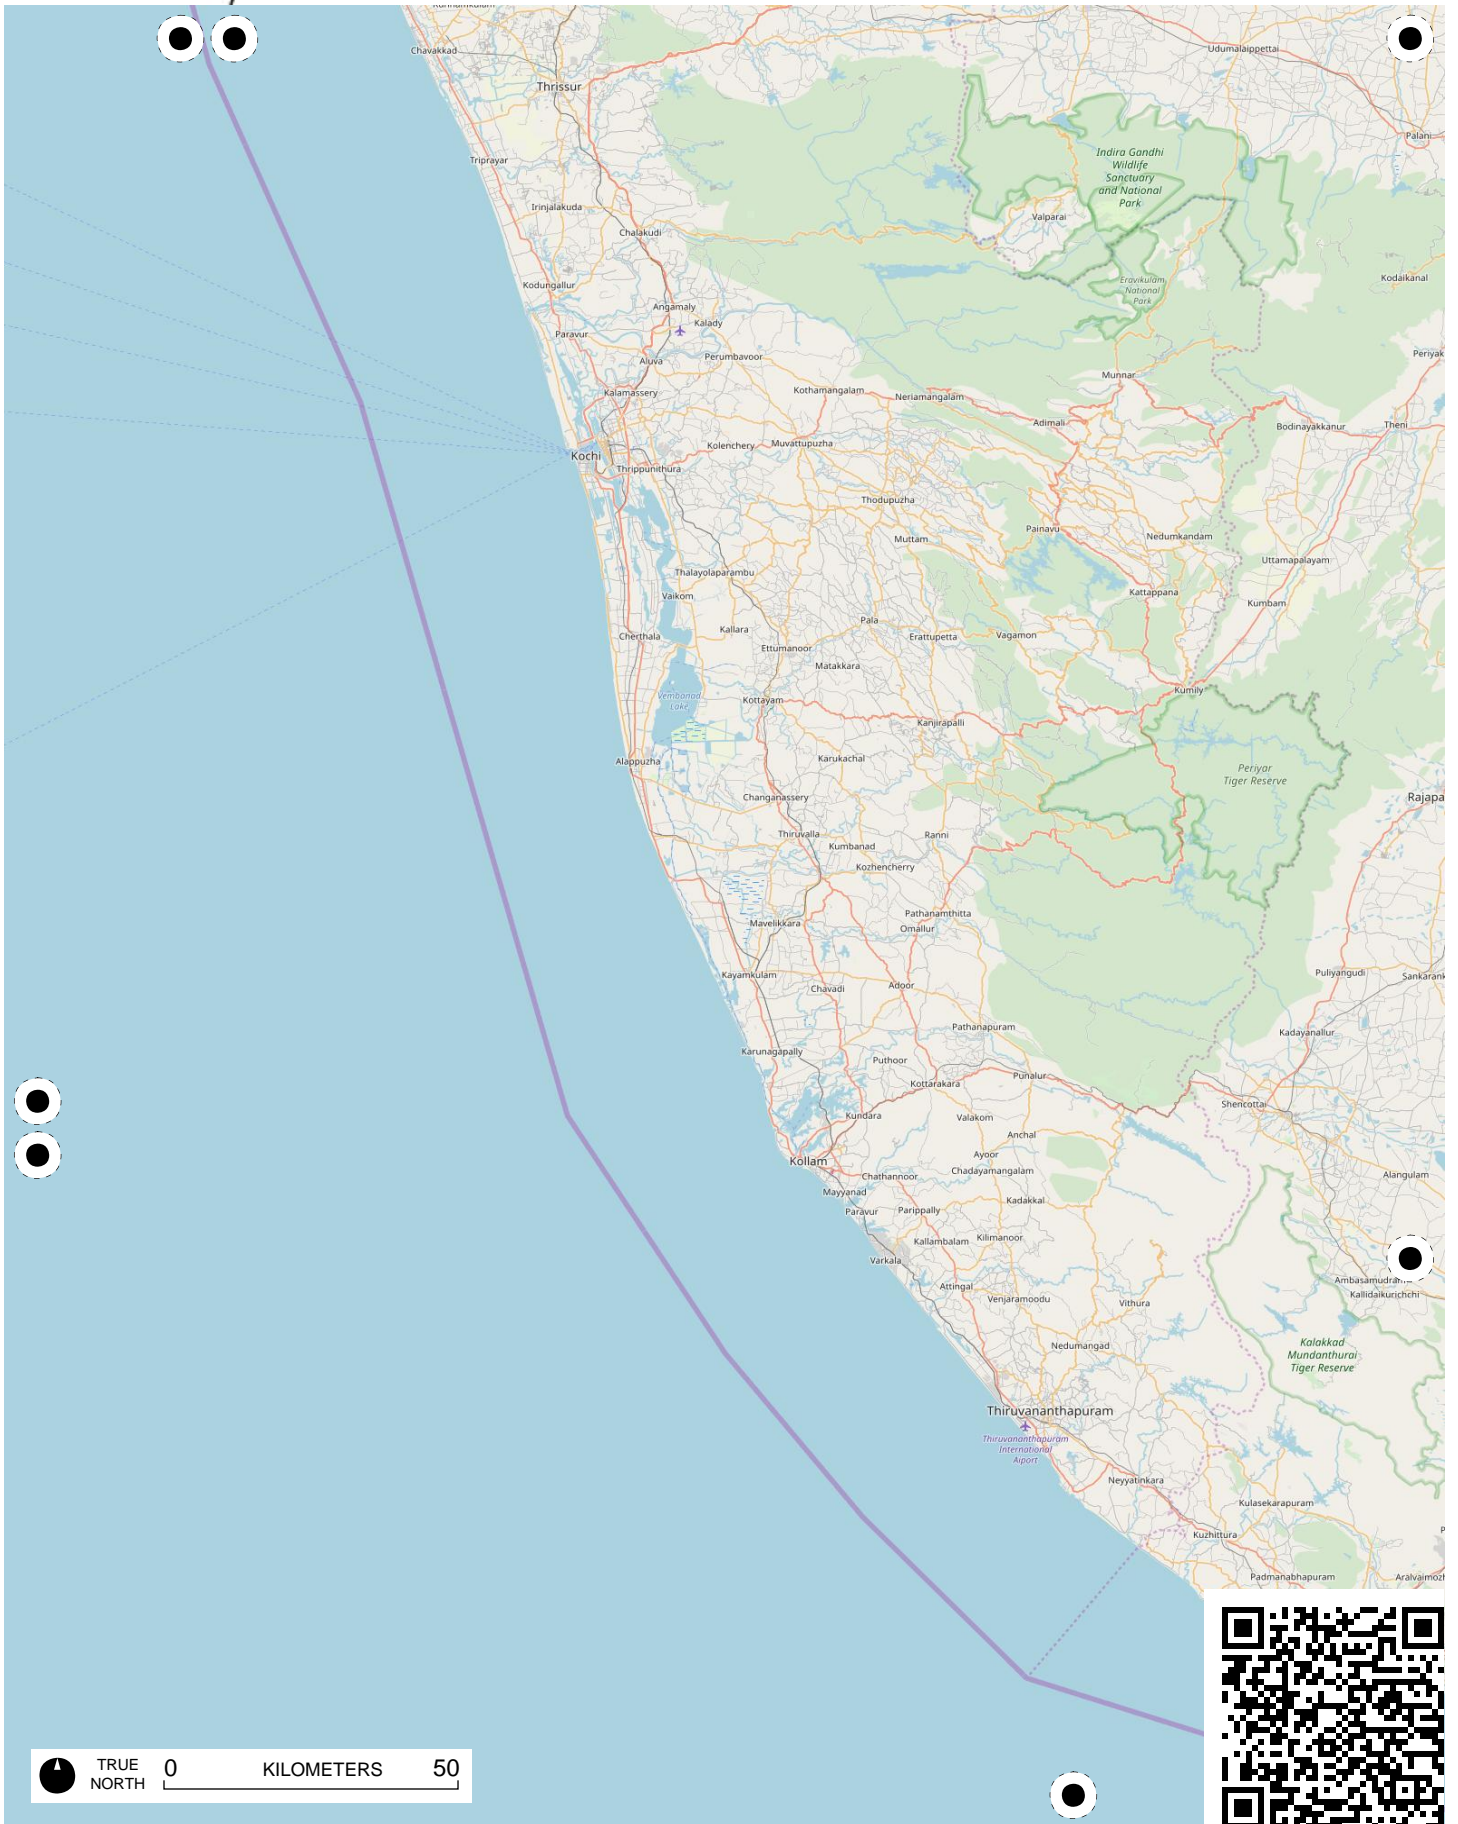 Chavakkad
Udumalaippettai
Thrissur
Palani
Triprayar
Indira Gandhi
Wildlife
Sanctuary
and National
Park
Irinjalakuda
Valparai
Chalakudi
Kodaikanal
Kodungallur
Eravikulam
National
Park
Angamaly
Kalady
Paravur
Perumbavoor
Periyak
Aluva
Munnar
Kalamassery
Kothamangalam
Neriamangalam
Adimali
Bodinayakkanur
Theni
Kolenchery
Muvattupuzha
Kochi
Thrippunithura
Thodupuzha
Painavu
Muttam
Nedumkandam
Uttamapalayam
Thalayolaparambu
Kattappana
Vaikom
Kumbam
Pala
Kallara
Cherthala
Erattupetta
Vagamon
Ettumanoor
Matakkara
Kumily
Vembanad
Lake
Kottayam
Kanjirapalli
Alappuzha
Karukachal
Periyar
Tiger Reserve
Changanassery
Rajapa
Thiruvalla
Ranni
Kumbanad
Kozhencherry
Pathanamthitta
Mavelikkara
Omallur
Kayamkulam
Puliyangudi
Sankarank
Chavadi
Adoor
Pathanapuram
Kadayanallur
Karunagapally
Puthoor
Punalur
Kottarakara
Shencottai
Kundara
Valakom
Anchal
Kollam
Ayoor
Chadayamangalam
Chathannoor
Alangulam
Mayyanad
Kadakkal
Paravur
Parippally
Kallambalam
Kilimanoor
Varkala
Ambasamudram
Attingal
Kallidaikurichchi
Venjaramoodu
Vithura
Nedumangad
Kalakkad
Mundanthurai
Tiger Reserve
Thiruvananthapuram
Thiruvananthapuram
International
Aiport
Neyyatinkara
Kulasekarapuram
Kuzhittura
Padmanabhapuram
Aralvaimozh
TRUE
NORTH
0 KILOMETERS 50